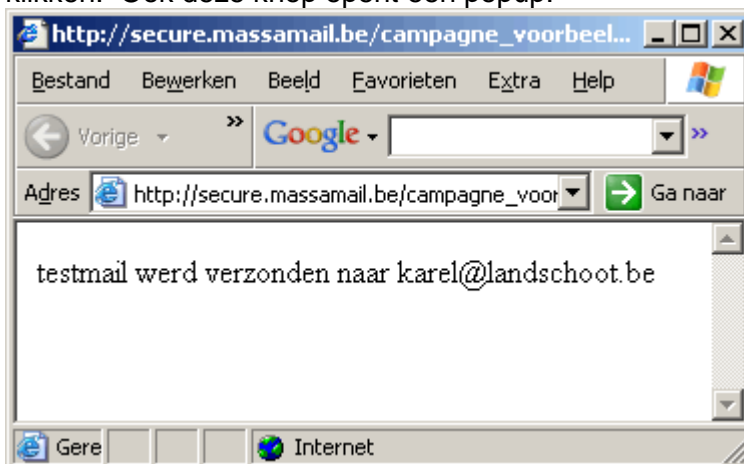 klikken. Ook deze knop opent een popup.
http://secure.massamail.be/campagne_voorbeel...
Bestand Bewerken Beeld Favorieten Extra Help
Vorige » Google »
Adres http://secure.massamail.be/campagne_voor Ga naar
testmail werd verzonden naar karel@landschoot.be
Gere Internet